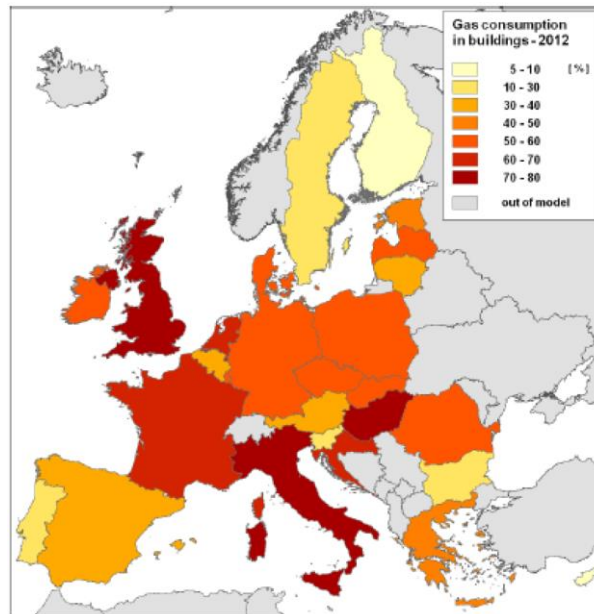 Gas consumption
in buildings - 2012
5 - 10 [%]
10 - 30
30 - 40
40 - 50
50 - 60
60 - 70
70 - 80
out of model